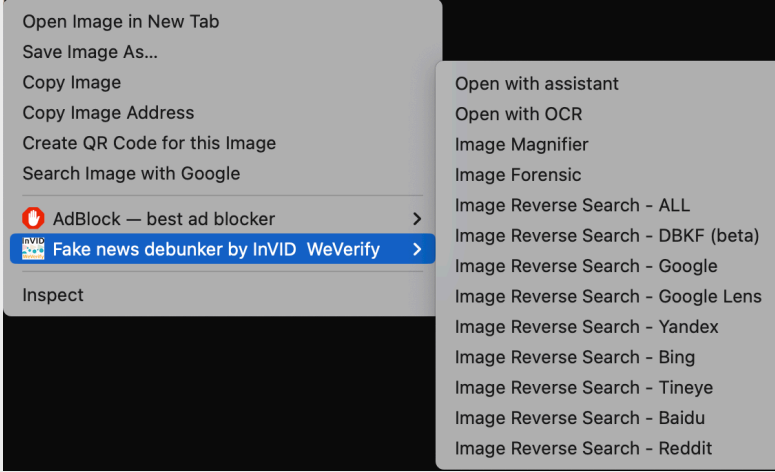 Open Image in New Tab
Save Image As...
Copy Image
Copy Image Address
Create QR Code for this Image
Search Image with Google
AdBlock — best ad blocker
InVID
Fake news debunker by InVID WeVerify
Inspect
Open with assistant
Open with OCR
Image Magnifier
Image Forensic
Image Reverse Search - ALL
Image Reverse Search - DBKF (beta)
Image Reverse Search - Google
Image Reverse Search - Google Lens
Image Reverse Search - Yandex
Image Reverse Search - Bing
Image Reverse Search - Tineye
Image Reverse Search - Baidu
Image Reverse Search - Reddit